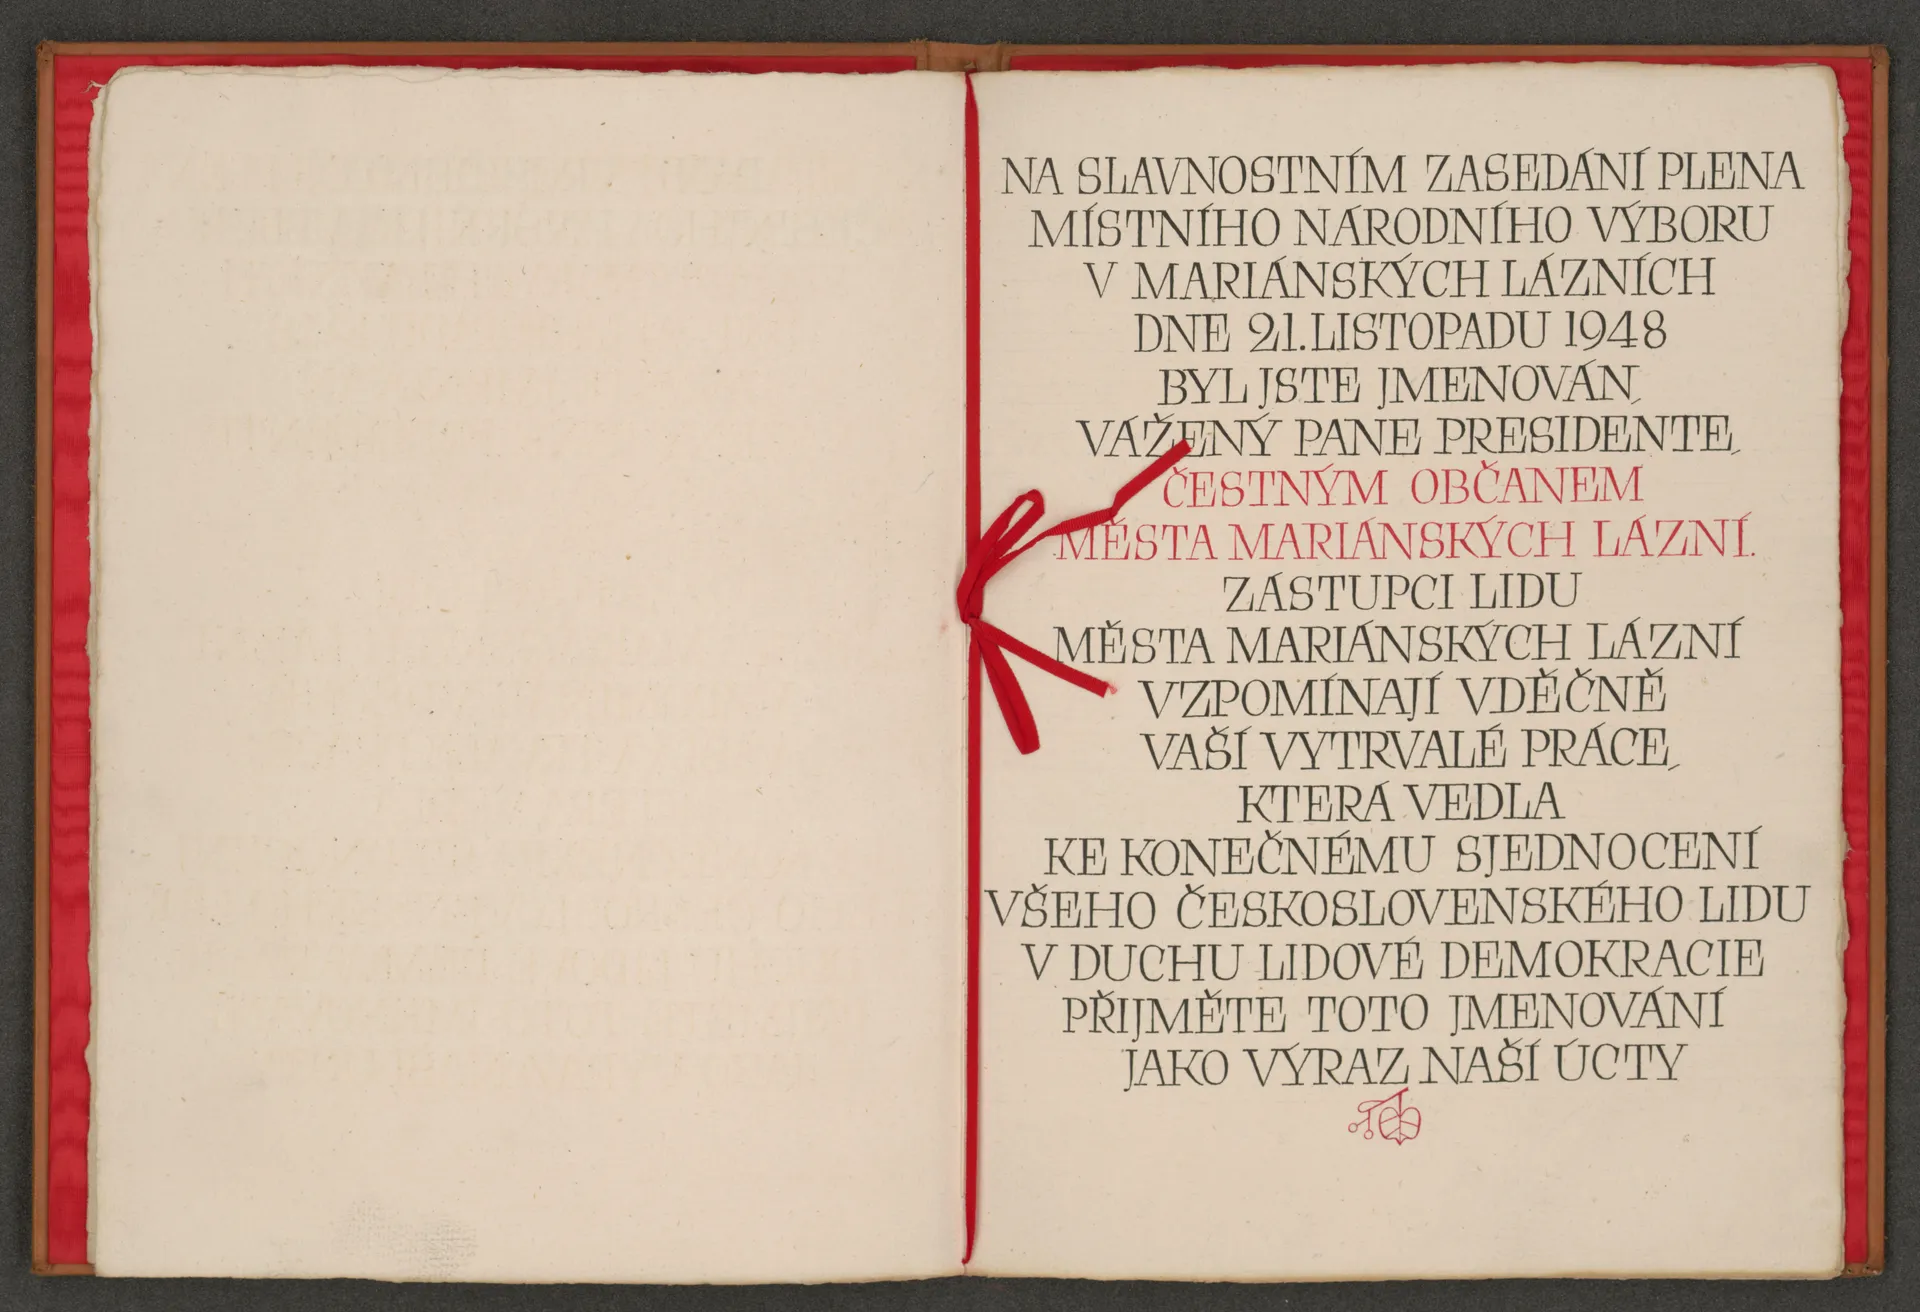 NA SLAVNOSTNÍM ZASEDÁNÍ PLENA
MÍSTNÍHO NÁRODNÍHO VÝBORU
V MARIÁNSKÝCH LÁZNÍCH
DNE 21. LISTOPADU 1948
BYL JSTE JMENOVÁN,
VÁŽENÝ PANE PRESIDENTE,
ČESTNÝM OBČANEM
MĚSTA MARIÁNSKÝCH LÁZNÍ.
ZÁSTUPCI LIDU
MĚSTA MARIÁNSKÝCH LÁZNÍ
VZPOMÍNAJÍ VDĚČNĚ
VAŠÍ VYTRVALÉ PRÁCE,
KTERÁ VEDLA
KE KONEČNÉMU SJEDNOCENÍ
VŠEHO ČESKOSLOVENSKÉHO LIDU
V DUCHU LIDOVÉ DEMOKRACIE
PŘIJMĚTE TOTO JMENOVÁNÍ
JAKO VÝRAZ NAŠÍ ÚCTY